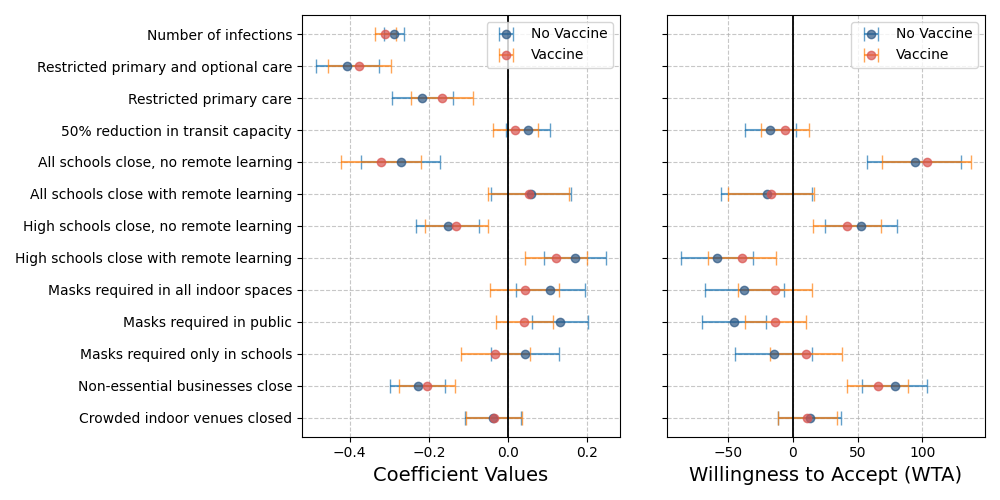 Number of infections
Restricted primary and optional care
Restricted primary care
50% reduction in transit capacity
All schools close, no remote learning
All schools close with remote learning
High schools close, no remote learning
High schools close with remote learning
Masks required in all indoor spaces
Masks required in public
Masks required only in schools
Non-essential businesses close
Crowded indoor venues closed
No Vaccine
Vaccine
−0.4
−0.2
0.0
0.2
Coefficient Values
No Vaccine
Vaccine
−50
0
50
100
Willingness to Accept (WTA)